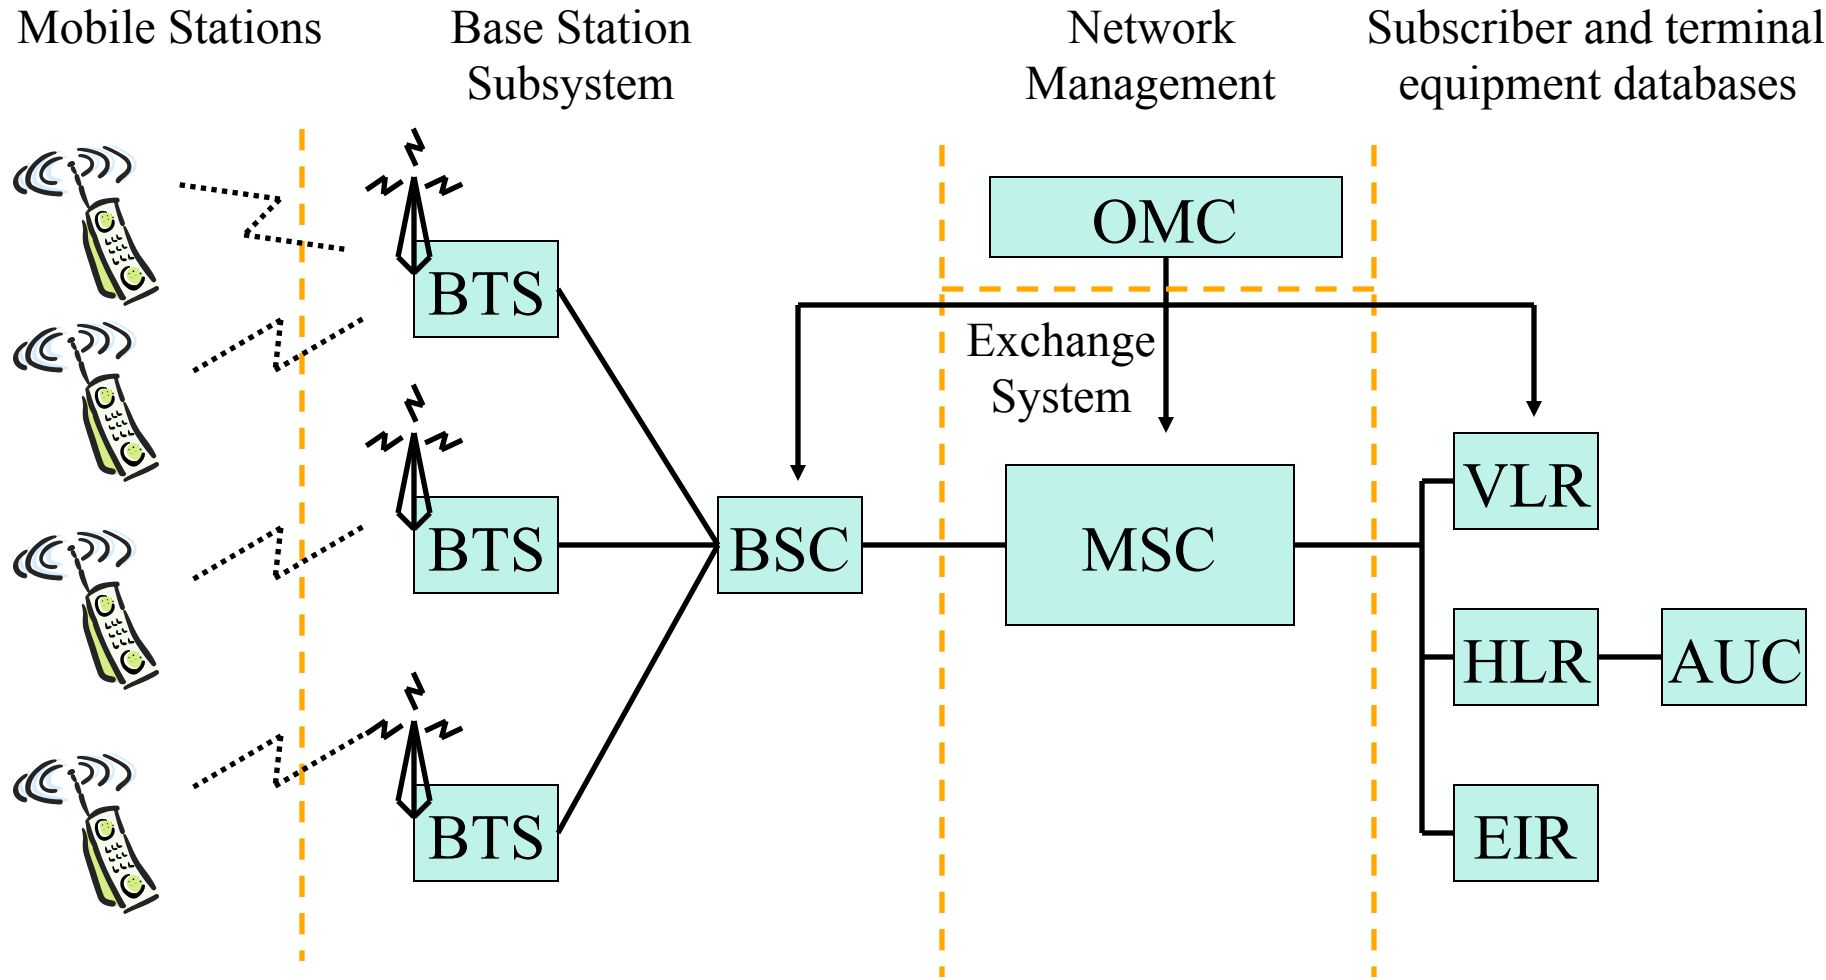 Mobile Stations
Base Station
Subsystem
Network
Management
Subscriber and terminal
equipment databases
OMC
BTS
Exchange
System
BTS
BSC
MSC
VLR
HLR
AUC
BTS
EIR